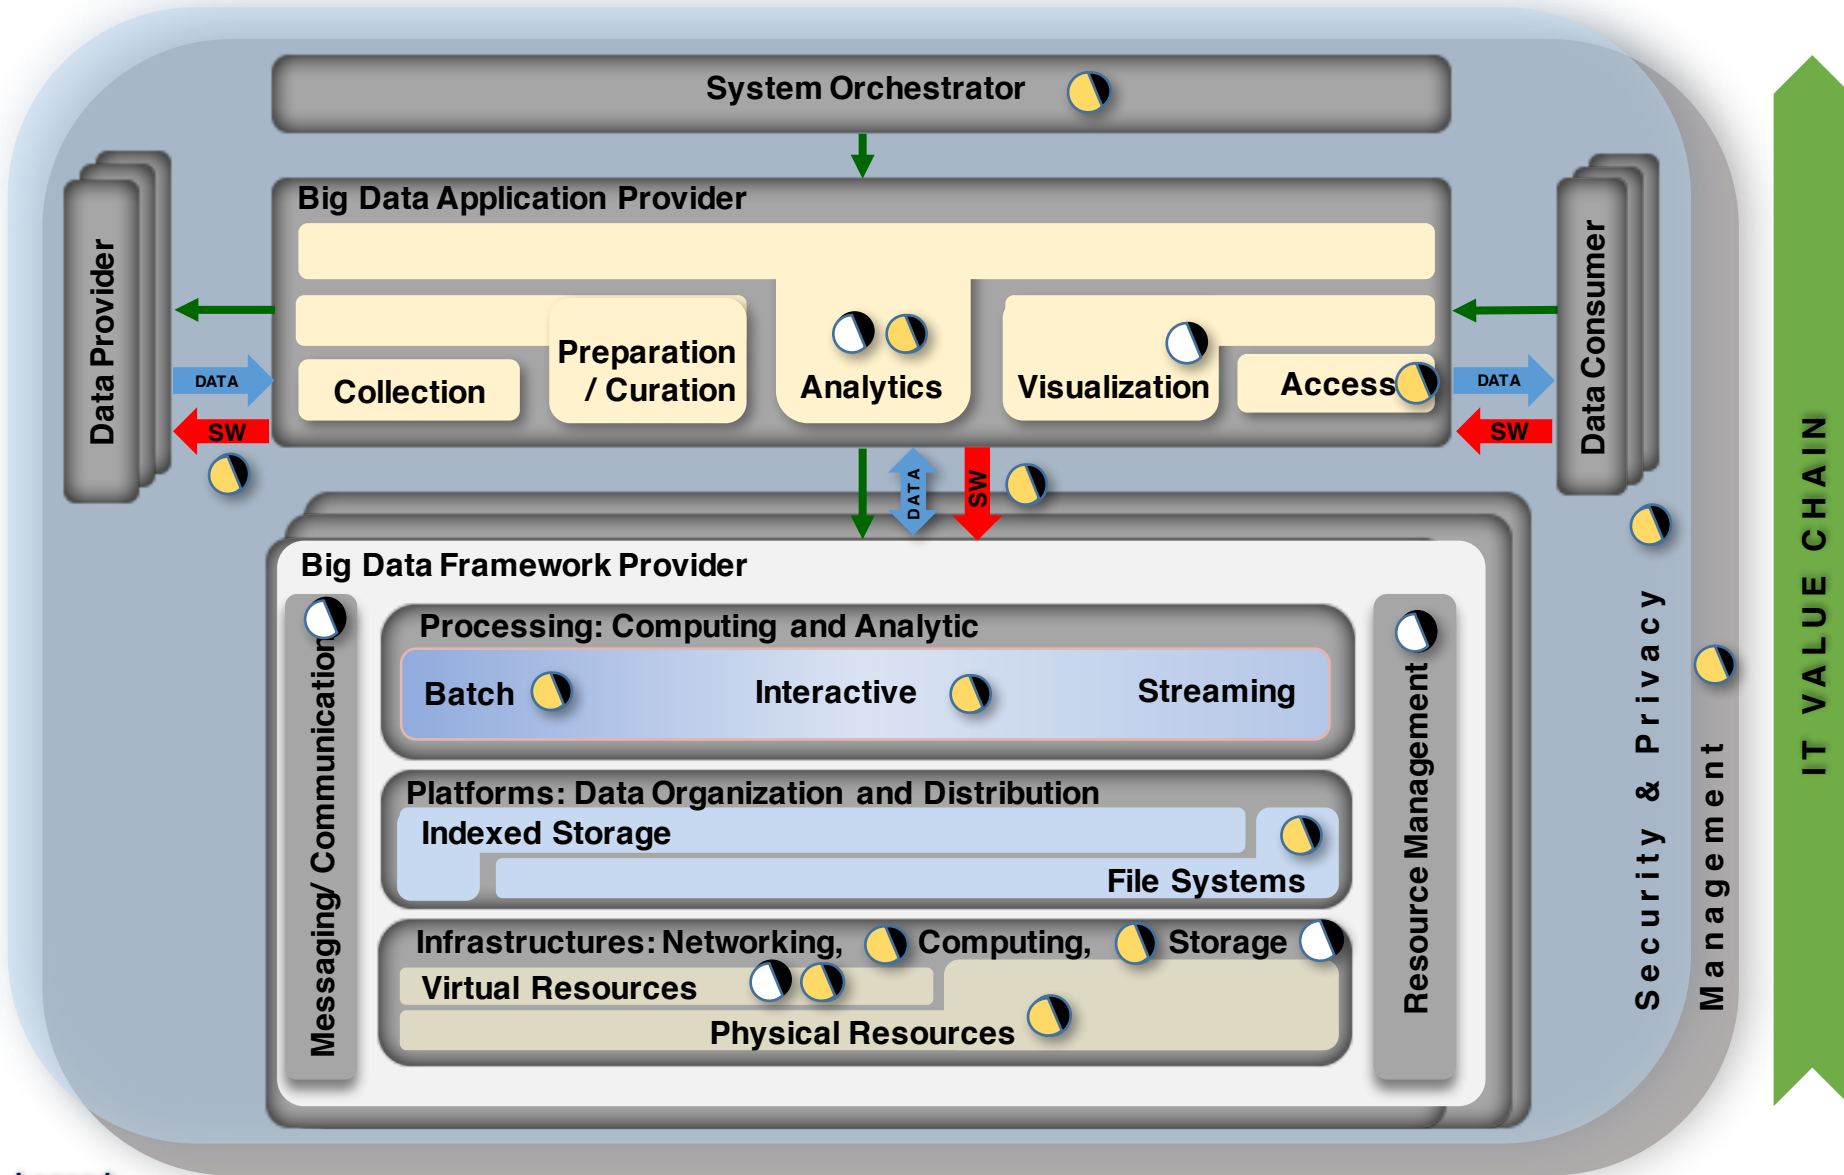 System Orchestrator
Big Data Application Provider
Data Provider
Data Consumer
Collection
Preparation
/ Curation
Analytics
Visualization
Access
DATA
SW
DATA
SW
DATA
SW
Big Data Framework Provider
Messaging/ Communication
Processing: Computing and Analytic
Batch
Interactive
Streaming
Platforms: Data Organization and Distribution
Indexed Storage
File Systems
Infrastructures: Networking, Computing, Storage
Virtual Resources
Physical Resources
Resource Management
Security & Privacy
Management
IT VALUE CHAIN